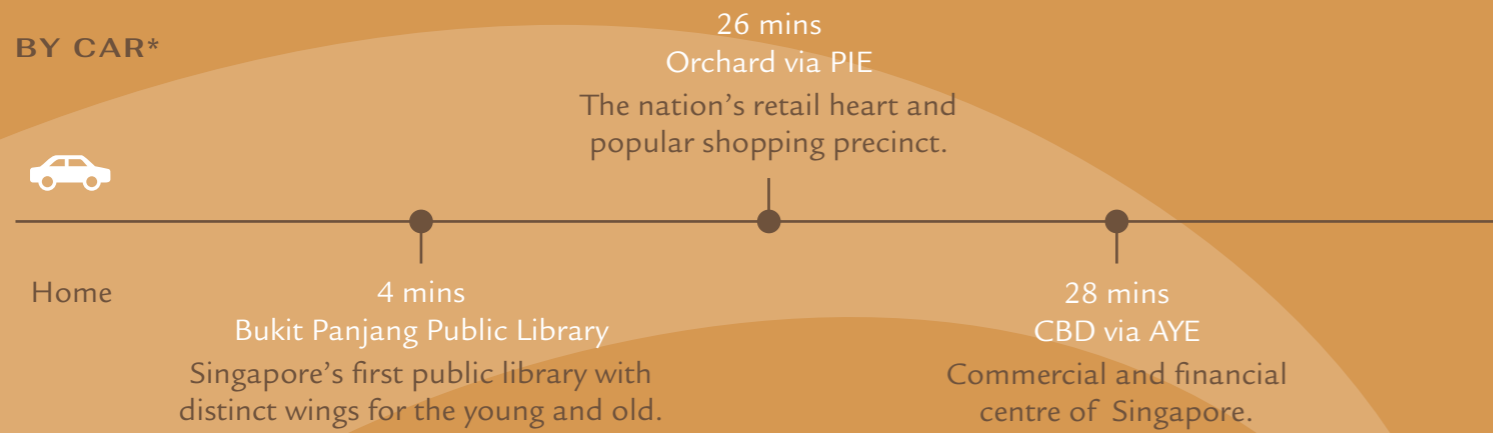 BY CAR*
26 mins
Orchard via PIE
The nation’s retail heart and
popular shopping precinct.
Home
4 mins
Bukit Panjang Public Library
Singapore’s first public library with
distinct wings for the young and old.
28 mins
CBD via AYE
Commercial and financial
centre of Singapore.